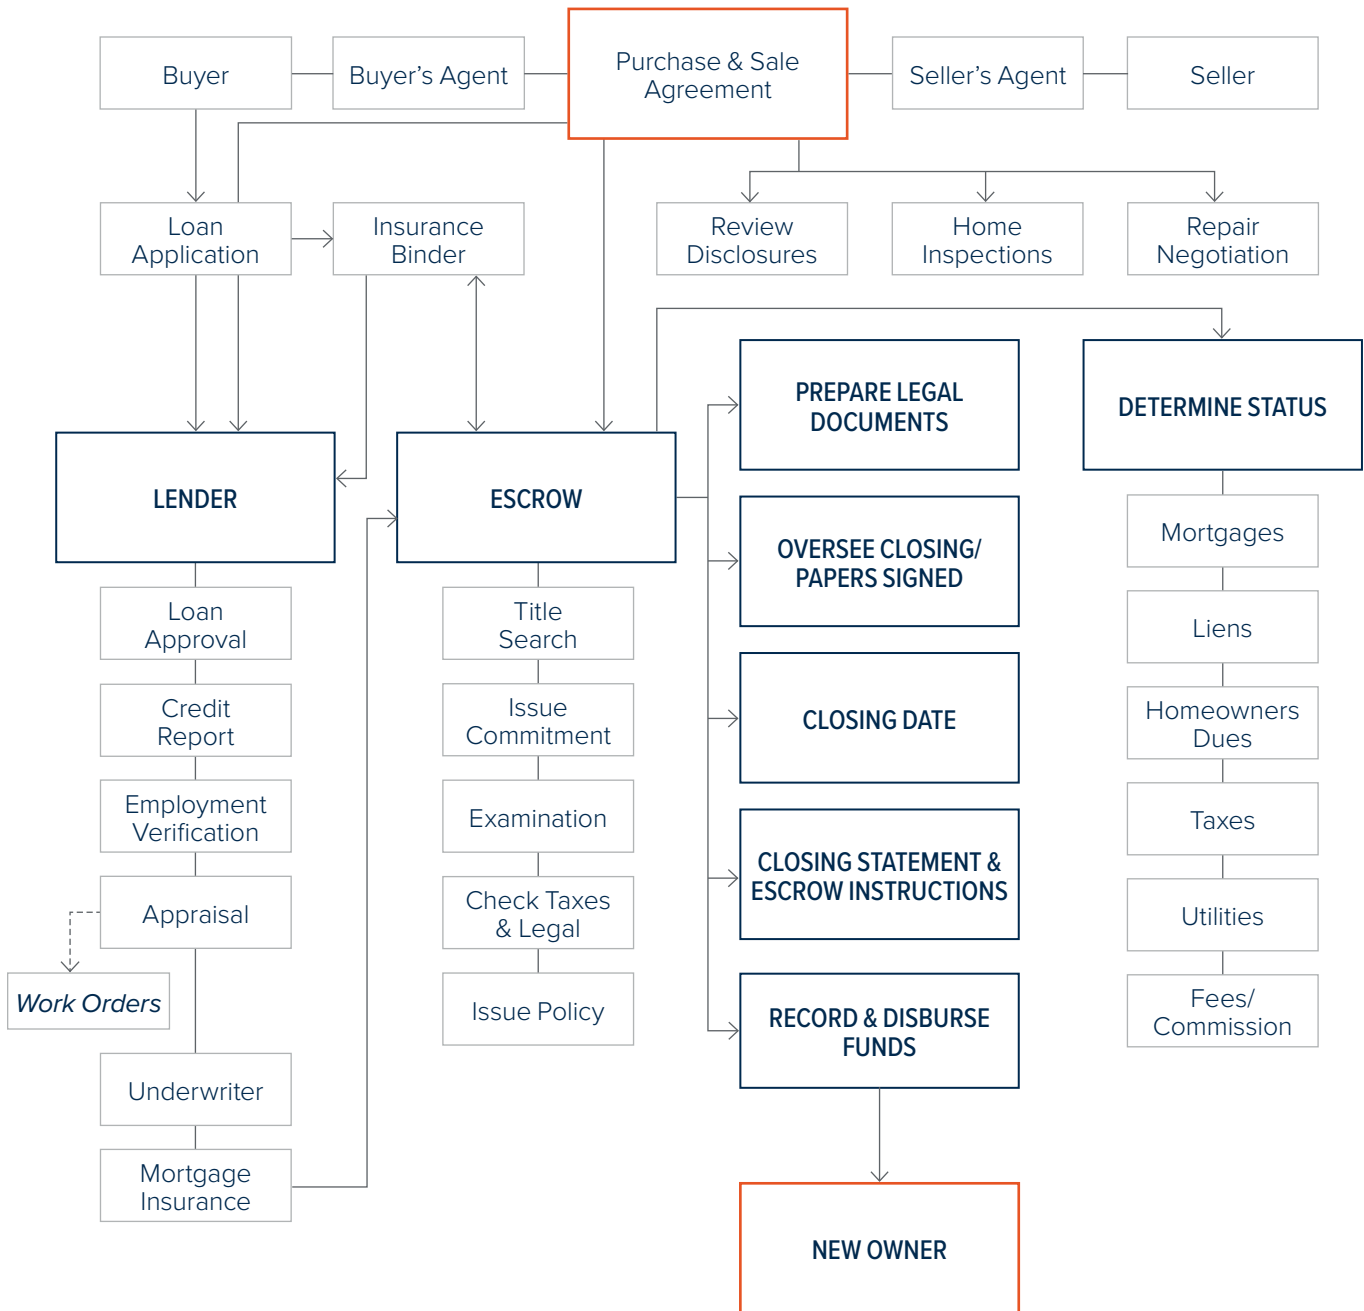 Buyer
Buyer’s Agent
Purchase & Sale
Agreement
Seller’s Agent
Seller
Loan
Application
Insurance
Binder
Review
Disclosures
Home
Inspections
Repair
Negotiation
LENDER
Loan
Approval
Credit
Report
Employment
Verification
Appraisal
Work Orders
Underwriter
Mortgage
Insurance
ESCROW
Title
Search
Issue
Commitment
Examination
Check Taxes
& Legal
Issue Policy
PREPARE LEGAL
DOCUMENTS
OVERSEE CLOSING/
PAPERS SIGNED
CLOSING DATE
CLOSING STATEMENT &
ESCROW INSTRUCTIONS
RECORD & DISBURSE
FUNDS
NEW OWNER
DETERMINE STATUS
Mortgages
Liens
Homeowners
Dues
Taxes
Utilities
Fees/
Commission